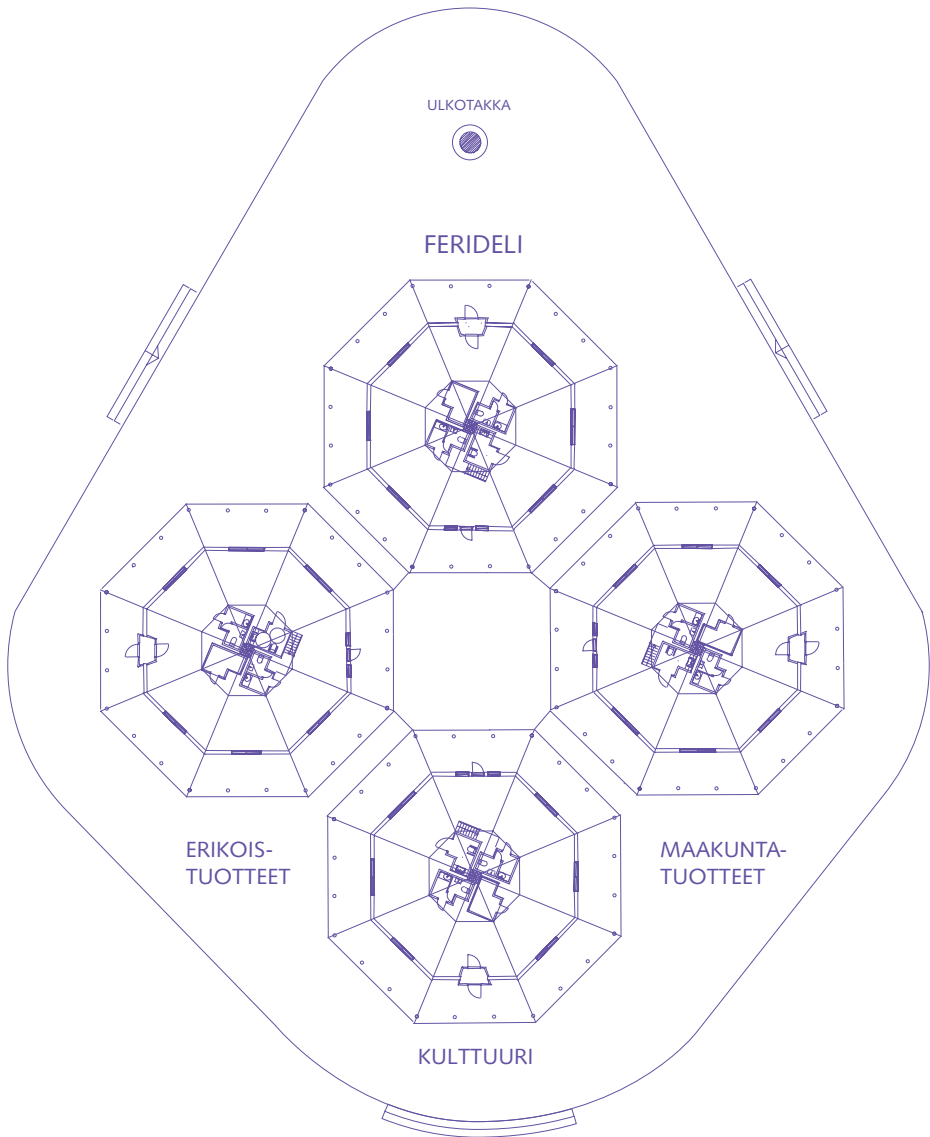 ULKOTAKKA
FERIDELI
ERIKOIS-
TUOTTEET
MAAKUNTA-
TUOTTEET
KULTTUURI